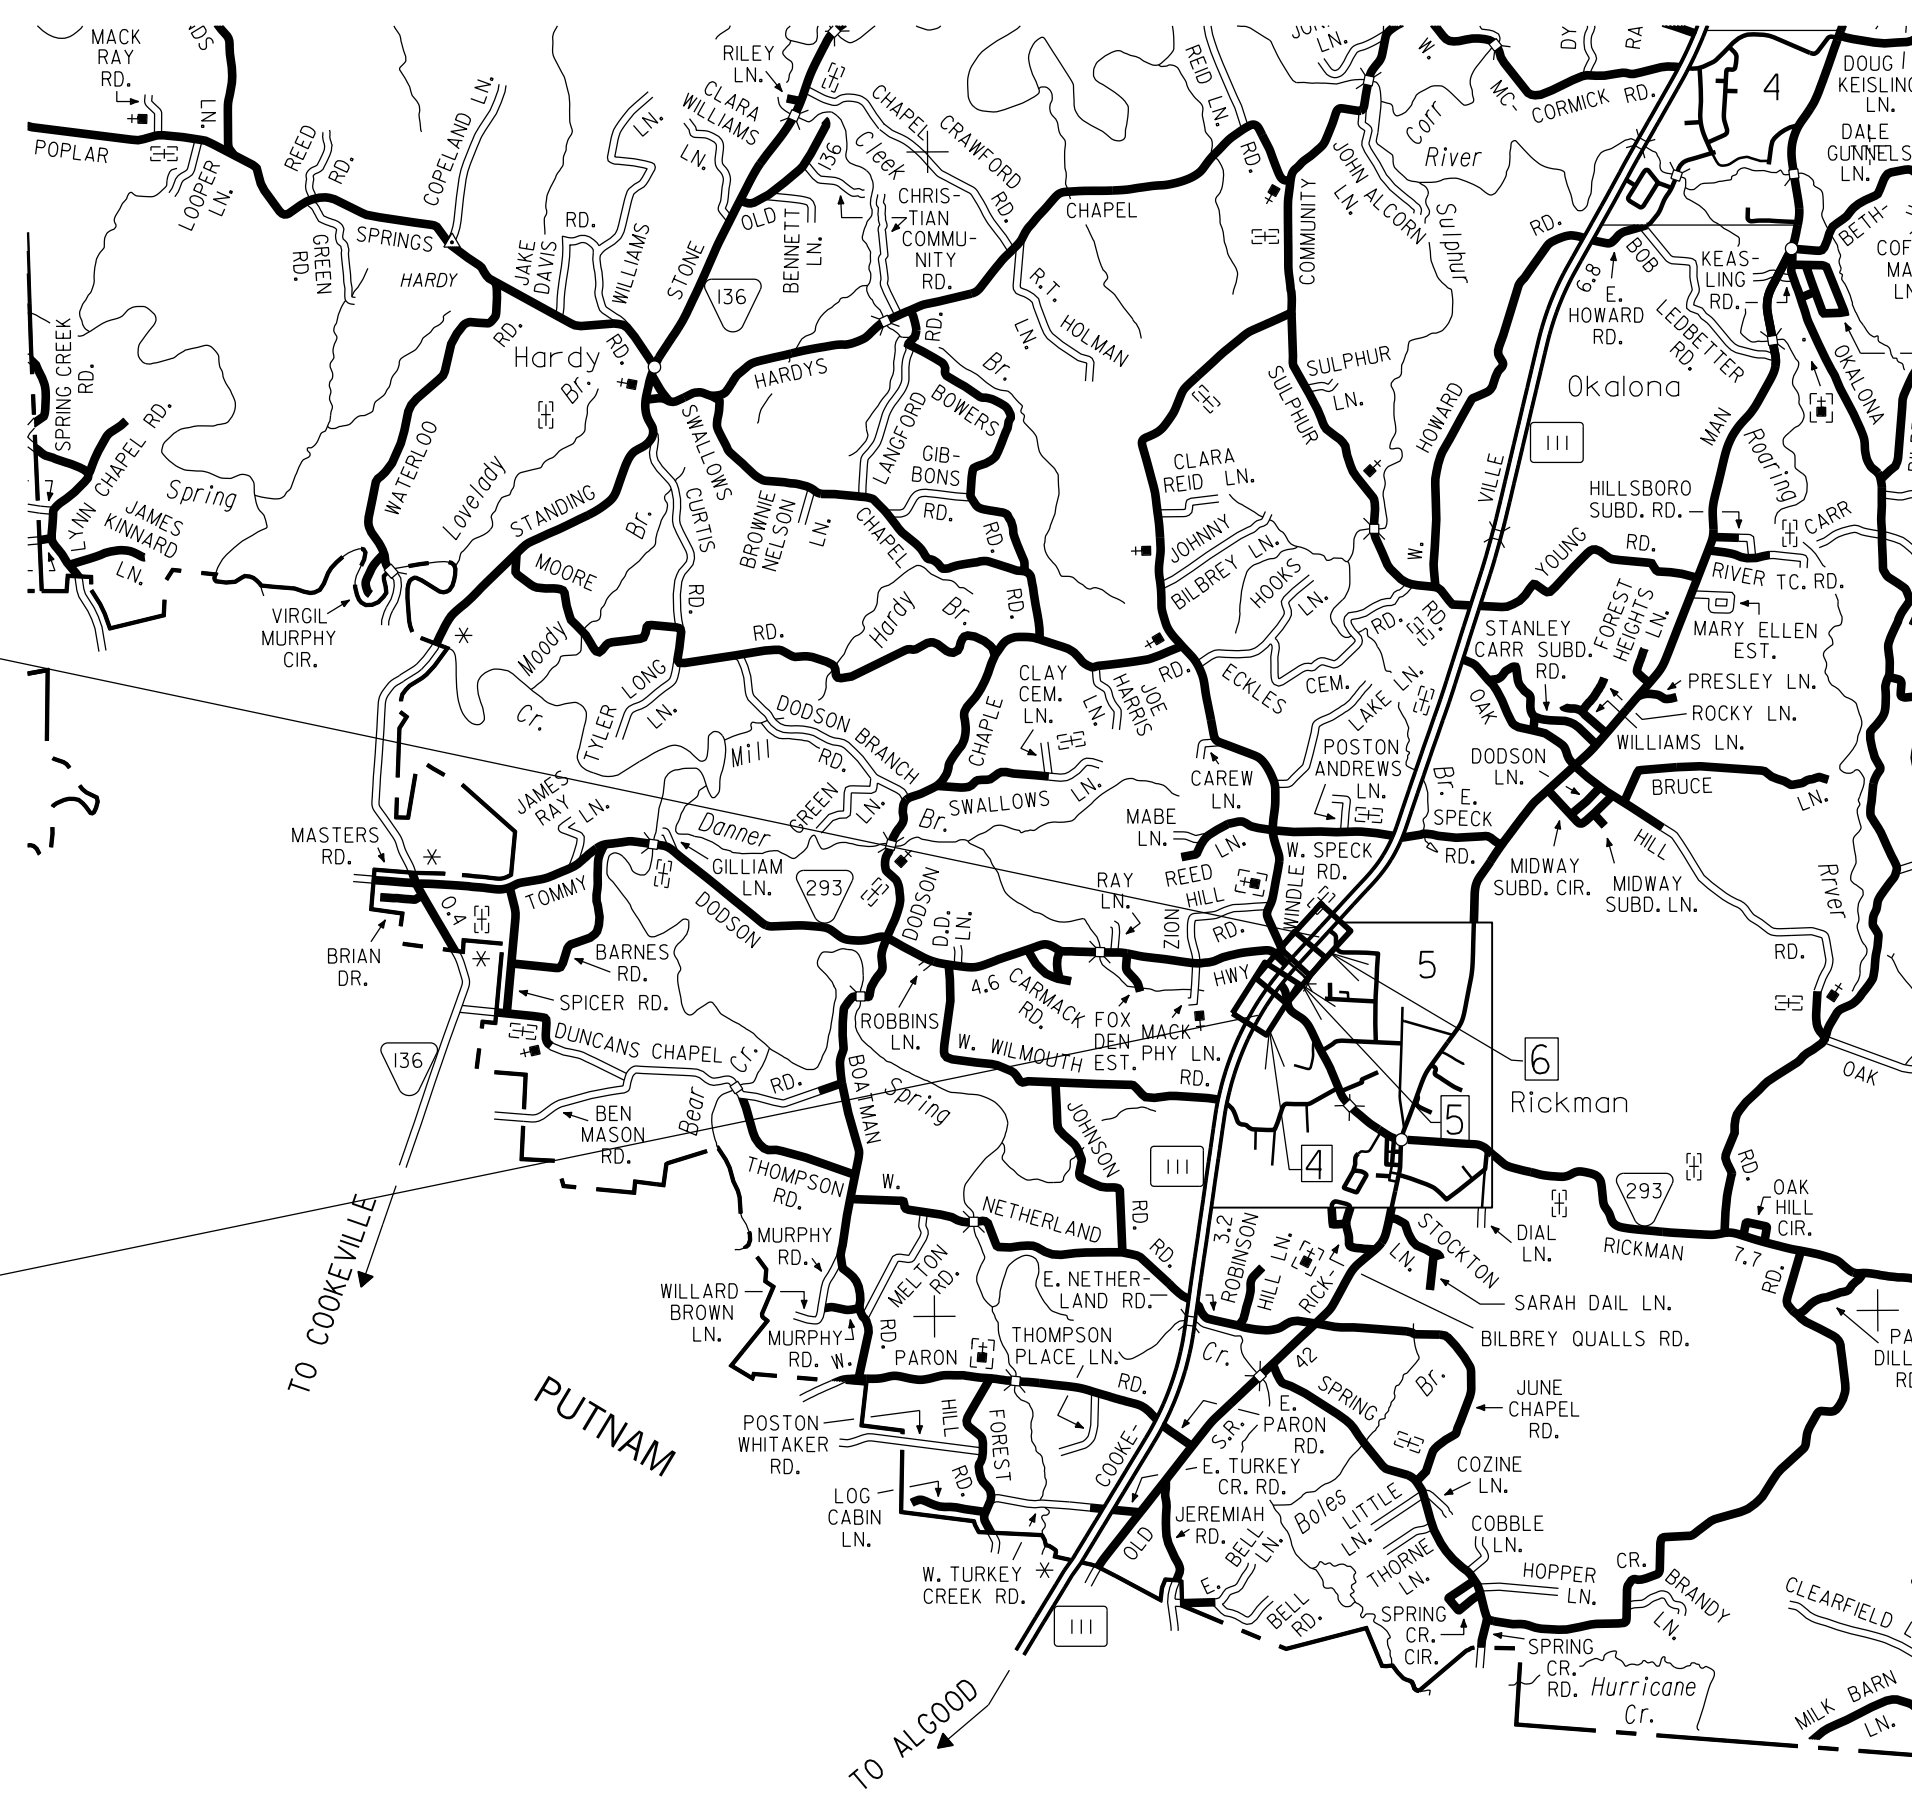 MACK
RAY
RD.
LN.
POPLAR
LOOPER
LN.
REED
RD.
GREEN
RD.
SPRINGS
HARDY
RD.
COPELAND LN.
JAKE
DAVIS
RD.
WILLIAMS
LN.
RD.
Hardy
RILEY
LN.
CLARA
WILLIAMS
LN.
STONE
136
OLD
136
BENNETT
LN.
Cleek
CHAPEL
CRAWFORD
RD.
CHRIS-
TIAN
COMMU-
NITY
RD.
CHAPEL
RD.
REID LN.
LN.
W.
MC-
CORMICK RD.
DY
RA
4
DOUG
KEISLING
LN.
DALE
GUNNELS
LN.
BETH-
Corr
River
JOHN ALCORN
LN.
Sulphur
COMMUNITY
R.T.
HOLMAN
LN.
HARDYS
RD.
Br.
BOWERS
RD.
LANGFORD
GIB-
BONS
RD.
SULPHUR
SULPHUR
LN.
HOWARD
RD.
6.8
BOB
LEDBETTER
RD.
E.
HOWARD
RD.
KEAS-
LING
RD.
OKALONA
Okalona
MAN
Roaring
VILLE
111
SPRING CREEK
RD.
LYNN CHAPEL RD.
JAMES
KINNARD
LN.
Spring
WATERLOO
VIRGIL
MURPHY
CIR.
Lovelady
Br.
STANDING
MOORE
Br.
CURTIS
RD.
SWALLOWS
CHAPEL
RD.
BROWNIE
NELSON
LN.
Hardy
Br.
CLARA
REID LN.
JOHNNY
BILBREY LN.
HOOKS
LN.
ECKLES
CEM.
RD.
W.
RD.
YOUNG
RD.
HILLSBORO
SUBD. RD.
CARR
RIVER TC. RD.
MARY ELLEN
EST.
FOREST
HEIGHTS
LN.
STANLEY
CARR SUBD.
RD.
OAK
PRESLEY LN.
ROCKY LN.
WILLIAMS LN.
DODSON
LN.
BRUCE
LN.
HILL
RD.
MIDWAY
SUBD. CIR.
MIDWAY
SUBD. LN.
Moody
Cr.
RD.
TYLER LONG
LN.
Mill
DODSON BRANCH
RD.
GREEN
LN.
Danner
Br.
CHAPLE
SWALLOWS
LN.
CLAY
CEM.
LN.
JOE
HARRIS
LN.
RD.
CAREW
LN.
LAKE LN.
POSTON
ANDREWS
LN.
Br.
E.
SPECK
RD.
MABE
LN.
REED
HILL
LN.
W. SPECK
RD.
WINDLE
JAMES
RAY LN.
MASTERS
RD.
0.4
BRIAN
DR.
TOMMY
GILLIAM
LN.
DODSON
293
BARNES
RD.
SPICER RD.
DODSON
D.D.
LN.
ROBBINS
LN.
4.6
CARMACK
RD.
RAY
LN.
FOX
DEN
EST.
ZION
RD.
HWY
MACK
PHY LN.
5
6
5
4
Rickman
Rrver
OAK
136
DUNCANS CHAPEL
RD.
BEN
MASON
RD.
Bear
Cr.
BOATMAN
RD.
Spring
W. WILMOUTH
RD.
JOHNSON
RD.
THOMPSON
RD.
W.
NETHERLAND
RD.
MURPHY
RD.
WILLARD
BROWN
LN.
MURPHY
RD.
MELTON
RD.
W.
PARON
RD.
E. NETHER-
LAND RD.
THOMPSON
PLACE LN.
111
3.2
ROBINSON
HILL LN.
RICK-
STOCKTON
LN.
DIAL
LN.
293
RICKMAN
7.7
RD.
OAK
HILL
CIR.
RD.
SARAH DAIL LN.
BILBREY QUALLS RD.
PA
DILL
RD
Cr.
42
S.R.
OLD
SPRING
Br.
JUNE
CHAPEL
RD.
TO COOKEVILLE
PUTNAM
POSTON
WHITAKER
RD.
LOG
CABIN
LN.
HILL
FOREST
RD.
COOKE-
E.
PARON
RD.
E. TURKEY
CR. RD.
JEREMIAH
RD.
W. TURKEY
CREEK RD.
Boles
BELL
LN.
E.
BELL
RD.
LITTLE
LN.
THORNE
LN.
COZINE
LN.
COBBLE
LN.
HOPPER
LN.
CR.
BRANDY
LN.
SPRING
CR.
CIR.
SPRING
CR.
RD.
Hurricane
Cr.
CLEARFIELD
MILK BARN
LN.
111
TO ALGOOD